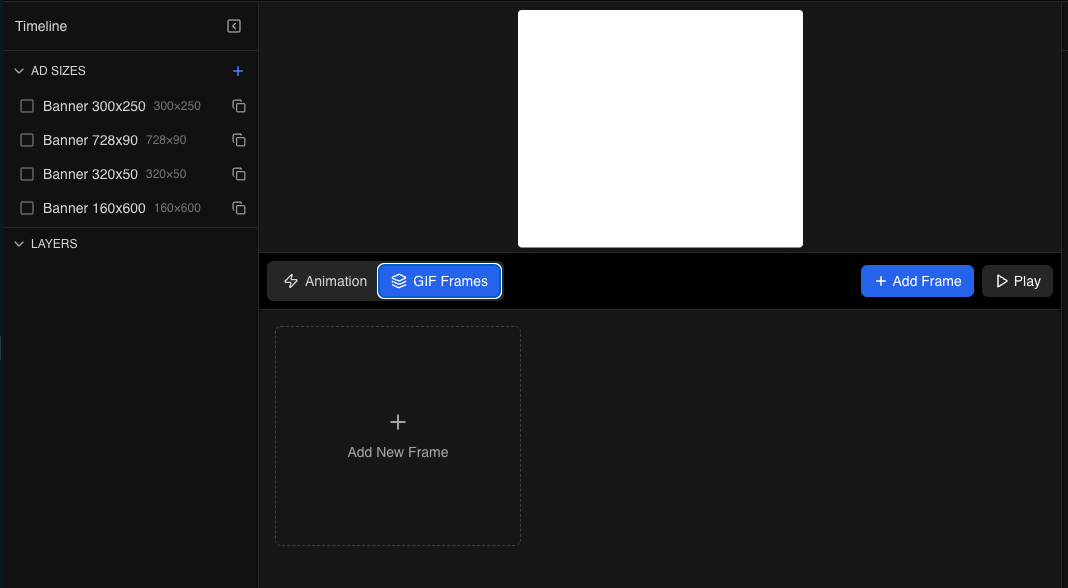 Timeline
AD SIZES
Banner 300x250 300×250
Banner 728x90 728×90
Banner 320x50 320×50
Banner 160x600 160×600
LAYERS
Animation GIF Frames Add Frame Play
Add New Frame